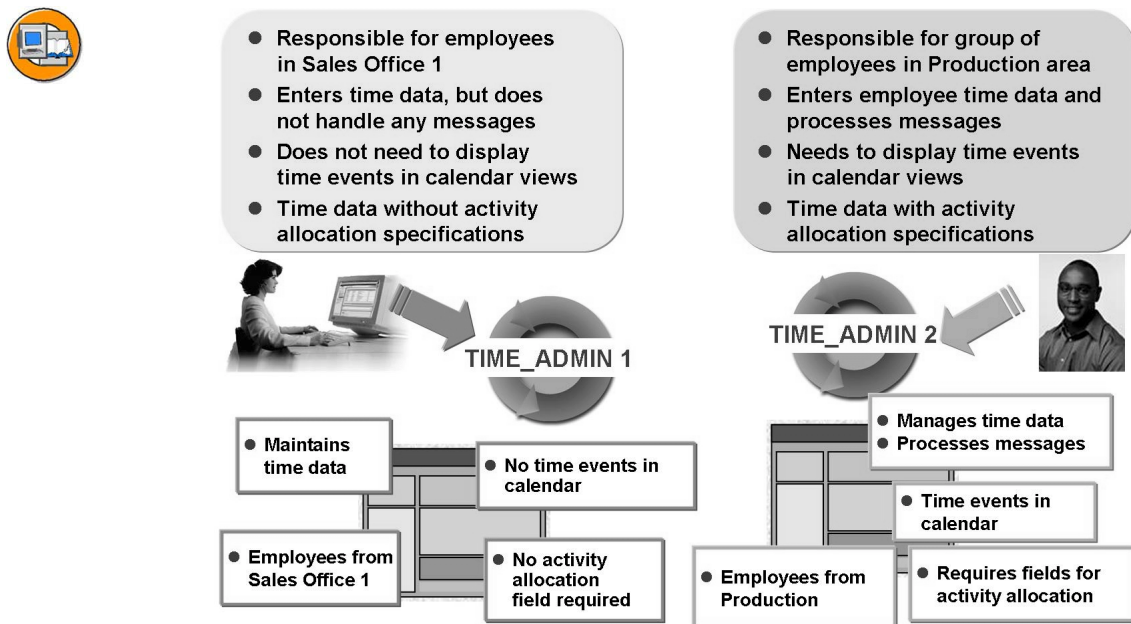 Responsible for employees
in Sales Office 1
Enters time data, but does
not handle any messages
Does not need to display
time events in calendar views
Time data without activity
allocation specifications
Responsible for group of
employees in Production area
Enters employee time data and
processes messages
Needs to display time events
in calendar views
Time data with activity
allocation specifications
TIME_ADMIN 1
TIME_ADMIN 2
Maintains
time data
No time events in
calendar
Employees from
Sales Office 1
No activity
allocation
field required
Manages time data
Processes messages
Time events in
calendar
Employees from
Production
Requires fields for
activity allocation